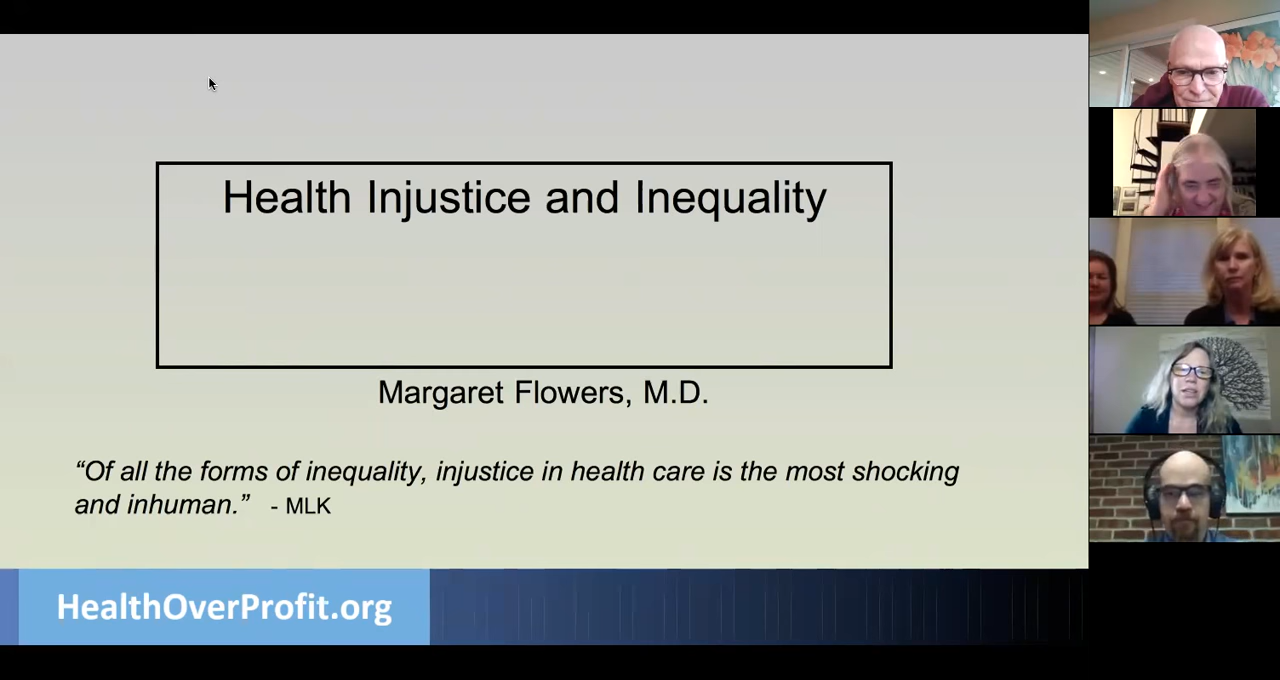 Health Injustice and Inequality
Margaret Flowers, M.D.
“Of all the forms of inequality, injustice in health care is the most shocking
and inhuman.” - MLK
HealthOverProfit.org